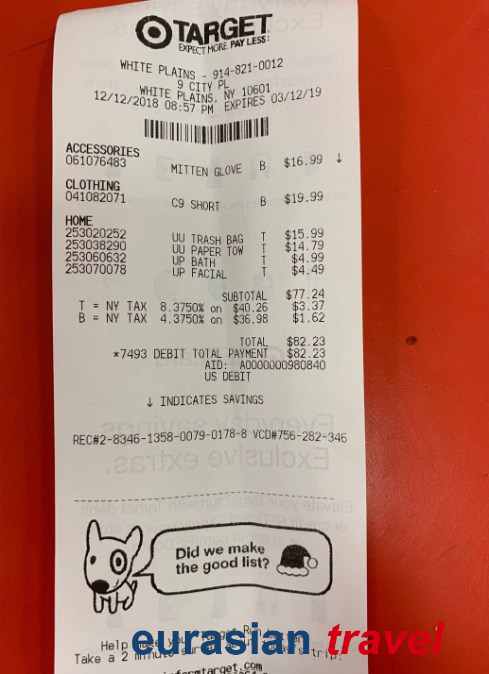 TARGET
EXPECT MORE. PAY LESS.
WHITE PLAINS - 914-821-0012
9 CITY PL
WHITE PLAINS, NY 10601
12/12/2018 08:57 PM EXPIRES 03/12/19
ACCESSORIES
061076483 MITTEN GLOVE B $16.99 ↓
CLOTHING
041082071 C9 SHORT B $19.99
HOME
253020252 UU TRASH BAG T $15.99
253038290 UU PAPER TOW T $14.79
253060632 UP BATH T $4.99
253070078 UP FACIAL T $4.49
SUBTOTAL $77.24
T = NY TAX 8.3750% on $40.26 $3.37
B = NY TAX 4.3750% on $36.98 $1.62
TOTAL $82.23
*7493 DEBIT TOTAL PAYMENT $82.23
AID: A0000000980840
US DEBIT
↓ INDICATES SAVINGS
REC#2-8346-1358-0079-0178-8 VCD#756-282-346
Did we make
the good list?
Help
eurasian travel
Take a 2 minute trip.
informtarget.com